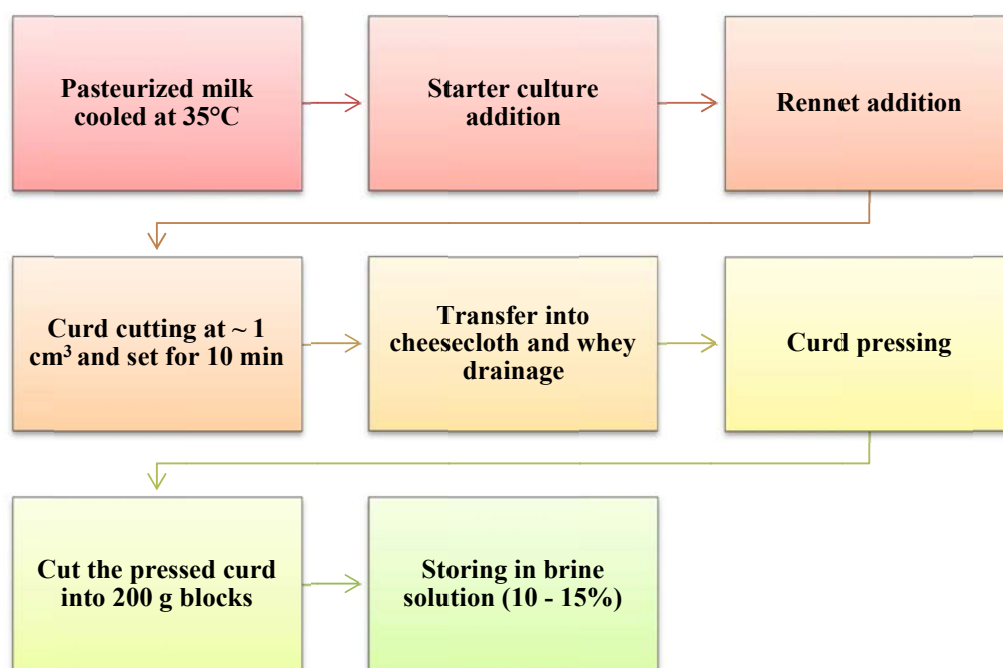 Pasteurized milk
cooled at 35°C
Starter culture
addition
Rennet addition
Curd cutting at ~ 1
cm³ and set for 10 min
Transfer into
cheesecloth and whey
drainage
Curd pressing
Cut the pressed curd
into 200 g blocks
Storing in brine
solution (10 - 15%)